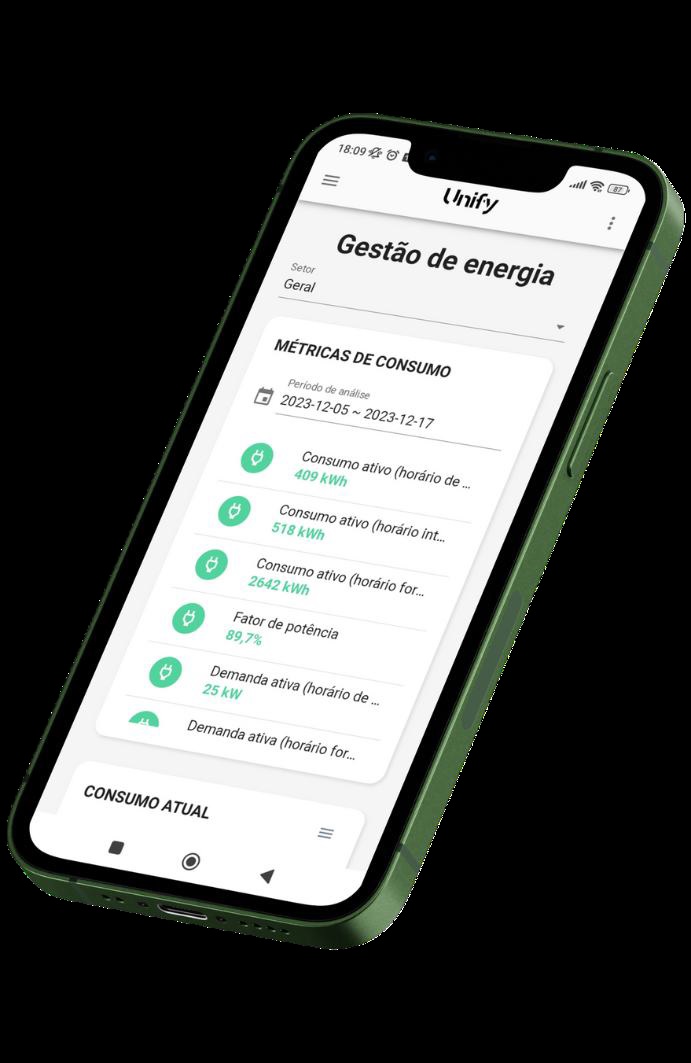 18:09
87
Unify
Gestão de energia
Setor
Geral
MÉTRICAS DE CONSUMO
Período de análise
2023-12-05 ~ 2023-12-17
Consumo ativo (horário de ...
409 kWh
Consumo ativo (horário int...
518 kWh
Consumo ativo (horário for...
2642 kWh
Fator de potência
89,7%
Demanda ativa (horário de ...
25 kW
Demanda ativa (horário for...
CONSUMO ATUAL